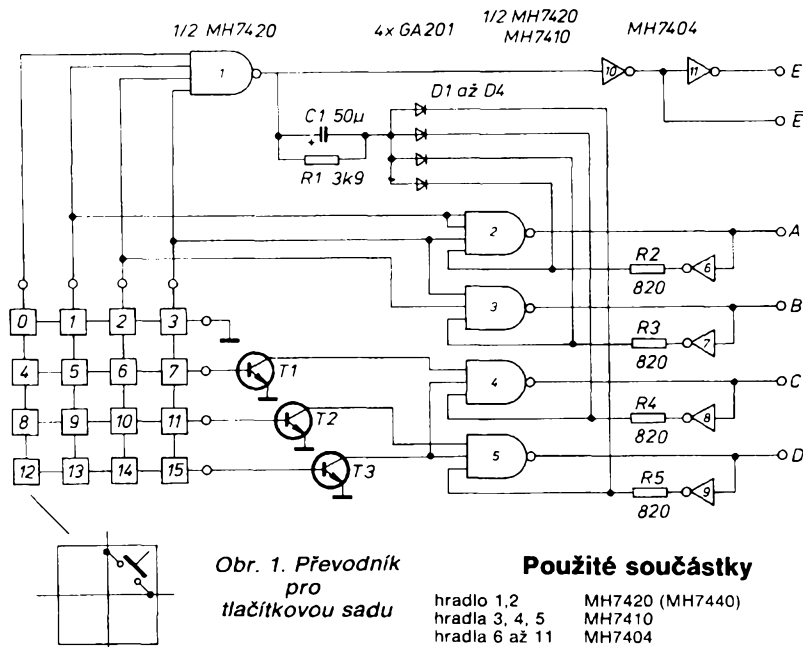 1/2 MH7420
4x GA201
1/2 MH7420
MH7410
MH7404
1
10
11
E
E̅
D1 až D4
C1 50µ
+
R1 3k9
2
A
R2
6
820
3
B
R3
7
820
4
C
R4
8
820
5
D
R5
9
820
0 1 2 3
4 5 6 7
T1
8 9 10 11
T2
12 13 14 15
T3
Obr. 1. Převodník
pro
tlačítkovou sadu
Použité součástky
hradlo 1,2 MH7420 (MH7440)
hradla 3, 4, 5 MH7410
hradla 6 až 11 MH7404